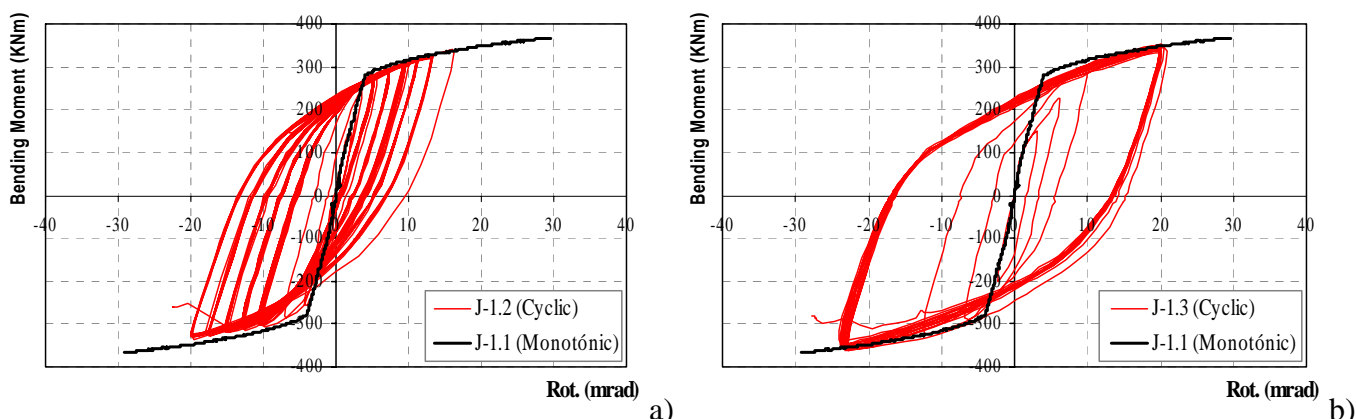 Bending Moment (KNm)
400
300
200
100
0
-100
-200
-300
-400
-40 -30 -20 -10 0 10 20 30 40
J-1.2 (Cyclic)
J-1.1 (Monotónic)
Rot. (mrad)
a)
Bending Moment (KNm)
400
300
200
100
0
-100
-200
-300
-400
-40 -30 -20 -10 0 10 20 30 40
J-1.3 (Cyclic)
J-1.1 (Monotónic)
Rot. (mrad)
b)